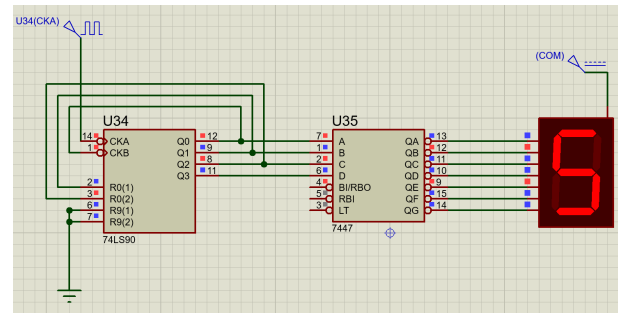 U34(CKA)
(COM)
U34
U35
14 CKA Q0 12
1 CKB Q1 9
Q2 8
Q3 11
2 R0(1)
3 R0(2)
6 R9(1)
7 R9(2)
74LS90
7 A QA 13
1 B QB 12
2 C QC 11
6 D QD 10
4 BI/RBO QE 9
5 RBI QF 15
3 LT QG 14
7447
5